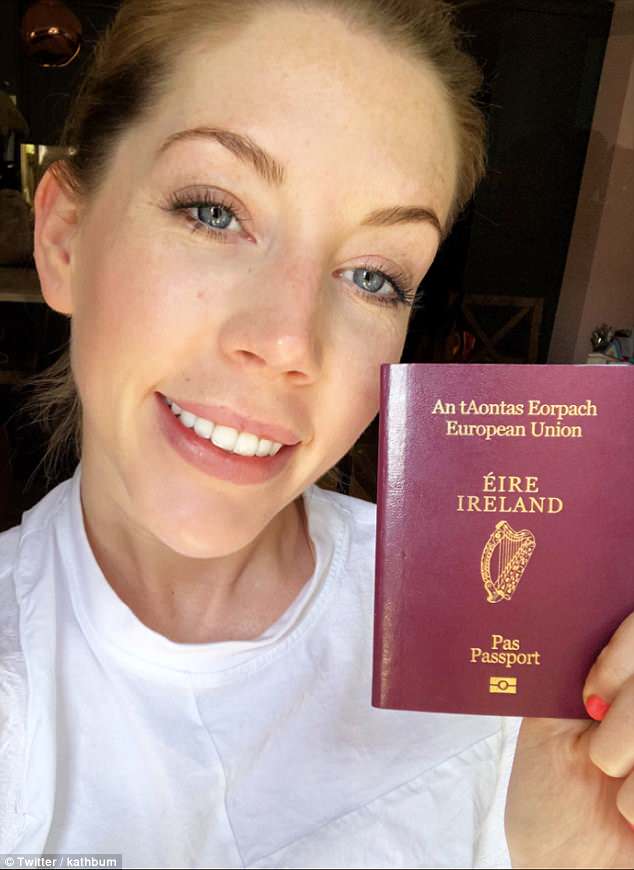 An tAontas Eorpach
European Union
ÉIRE
IRELAND
Pas
Passport
© Twitter / kathbum